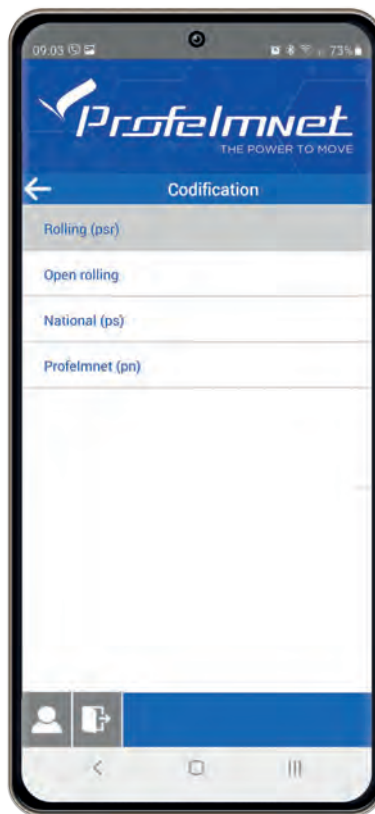 09:03
73%
Profelmnet
THE POWER TO MOVE
Codification
Rolling (psr)
Open rolling
National (ps)
Profelmnet (pn)